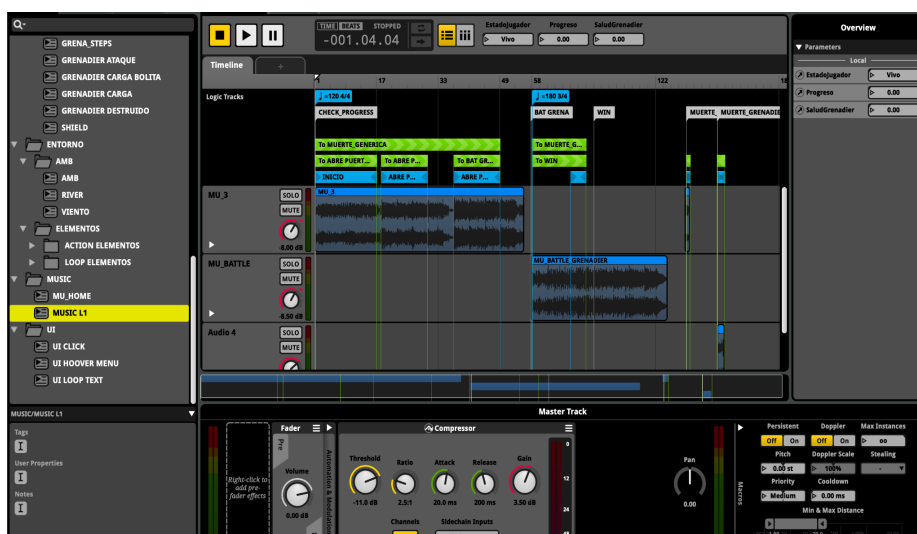 GRENA_STEPS
GRENADIER ATAQUE
GRENADIER CARGA BOLITA
GRENADIER CARGA
GRENADIER DESTRUIDO
SHIELD
ENTORNO
AMB
AMB
RIVER
VIENTO
ELEMENTOS
ACTION ELEMENTOS
LOOP ELEMENTOS
MUSIC
MU_HOME
MUSIC L1
UI
UI CLICK
UI HOOVER MENU
UI LOOP TEXT
MUSIC/MUSIC L1
Tags
User Properties
Notes
TIME BEATS STOPPED
-001.04.04
EstadoJugador Progreso SaludGrenadier
Vivo 0.00 0.00
Timeline +
1 17 33 49 58 122 18
Logic Tracks
=120 4/4 =180 3/4
CHECK_PROGRESS BAT GRENA WIN MUERTE_ MUERTE_GRENADIE
To MUERTE_GENERICA To MUERTE_G...
To ABRE PUERT... To ABRE P... To BAT GR... To WIN
INICIO ABRE P... ABRE P...
MU_3 SOLO MU_3
MUTE
-8.00 dB
MU_BATTLE SOLO MU_BATTLE_GRENADIER
MUTE
-8.50 dB
Audio 4 SOLO
MUTE
Overview
Parameters
Local
EstadoJugador Vivo
Progreso 0.00
SaludGrenadier 0.00
Master Track
Right-click to
add pre-
fader effects
Fader
Pre
Volume
0.00 dB
Automation & Modulation
Compressor
Threshold Ratio Attack Release Gain
-11.0 dB 2.5:1 20.0 ms 200 ms 3.50 dB
Channels Sidechain Inputs
0
12
24
48
Pan
0.00
Macros
Persistent Doppler Max Instances
Off On Off On oo
Pitch Doppler Scale Stealing
0.00 st 100% -
Priority Cooldown
Medium 0.00 ms
Min & Max Distance